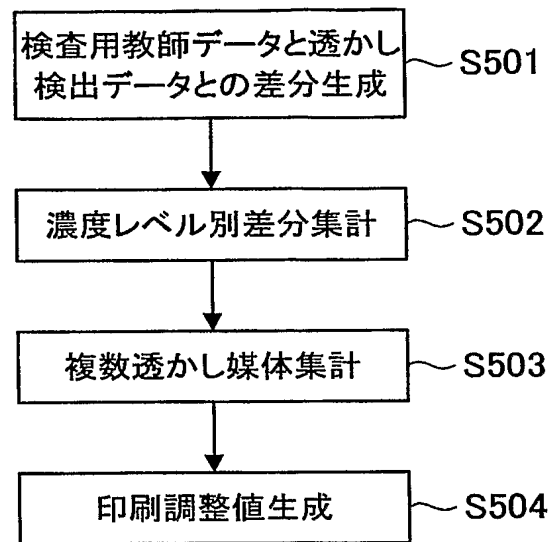 検査用教師データと透かし
検出データとの差分生成
S501
濃度レベル別差分集計
S502
複数透かし媒体集計
S503
印刷調整値生成
S504